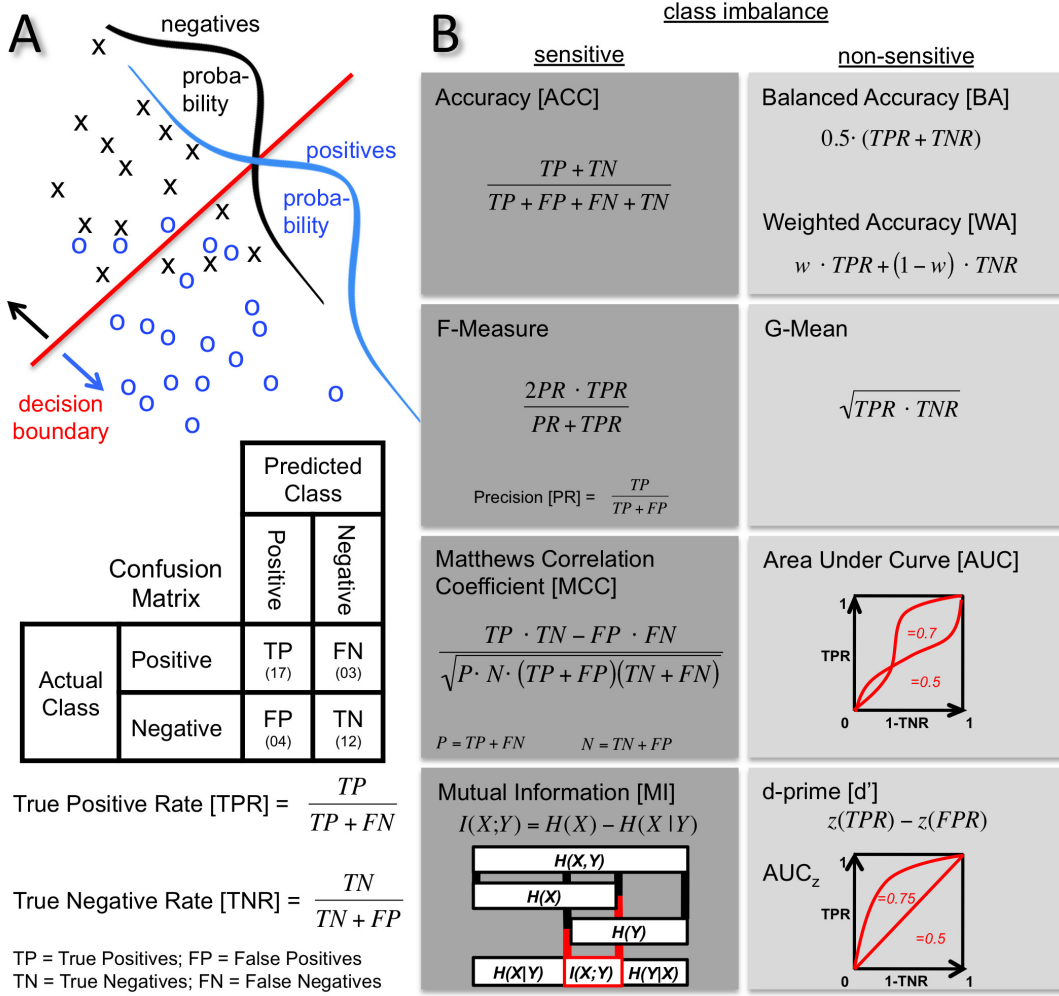 A
negatives
proba-
bility
positives
proba-
bility
decision
boundary
Predicted
Class
Positive
Negative
Confusion
Matrix
Actual
Class
Positive
TP
(17)
FN
(03)
Negative
FP
(04)
TN
(12)
True Positive Rate [TPR] = TP / TP + FN
True Negative Rate [TNR] = TN / TN + FP
TP = True Positives; FP = False Positives
TN = True Negatives; FN = False Negatives
B
class imbalance
sensitive
non-sensitive
Accuracy [ACC]
TP + TN
TP + FP + FN + TN
Balanced Accuracy [BA]
0.5· (TPR + TNR)
Weighted Accuracy [WA]
w · TPR + (1 − w) · TNR
F-Measure
2PR · TPR
PR + TPR
Precision [PR] = TP / TP + FP
G-Mean
√TPR · TNR
Matthews Correlation
Coefficient [MCC]
TP · TN − FP · FN
√P· N· (TP + FP)(TN + FN)
P = TP + FN
N = TN + FP
Area Under Curve [AUC]
1
=0.7
TPR
=0.5
0
1-TNR
1
Mutual Information [MI]
I(X;Y) = H(X) − H(X | Y)
H(X,Y)
H(X)
H(Y)
H(X|Y)
I(X;Y)
H(Y|X)
d-prime [d']
z(TPR) − z(FPR)
AUCz
1
=0.75
TPR
=0.5
0
1-TNR
1